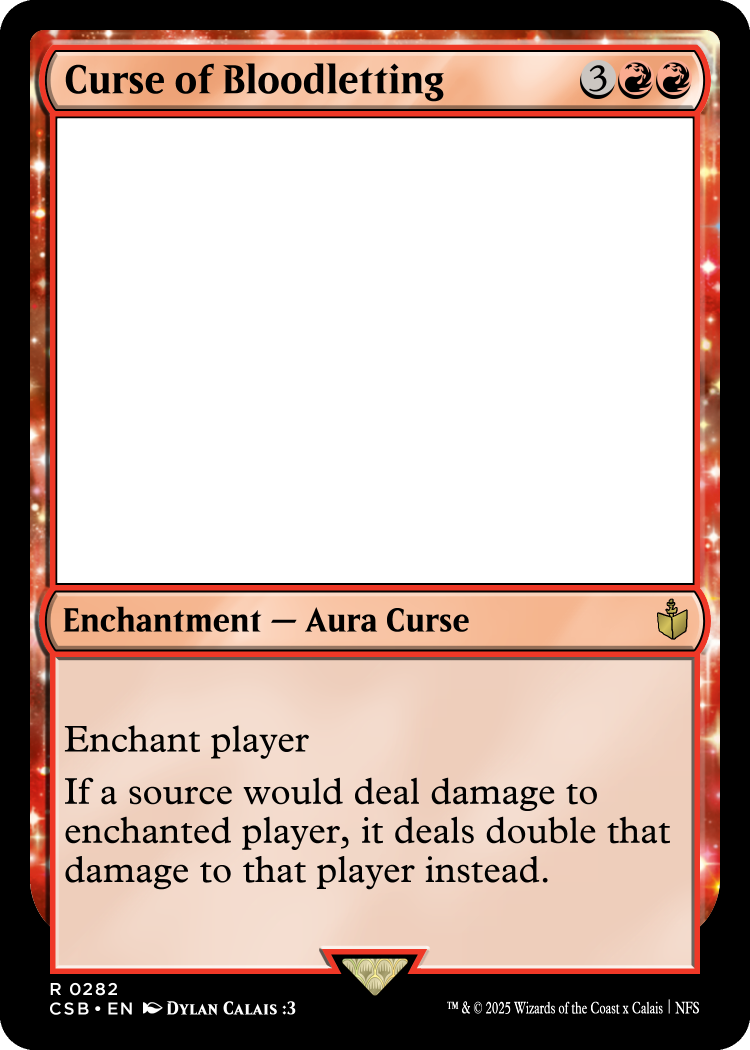 Curse of Bloodletting 3
Enchantment — Aura Curse
Enchant player
If a source would deal damage to
enchanted player, it deals double that
damage to that player instead.
R 0282
CSB • EN Dylan Calais :3
™ & © 2025 Wizards of the Coast x Calais | NFS